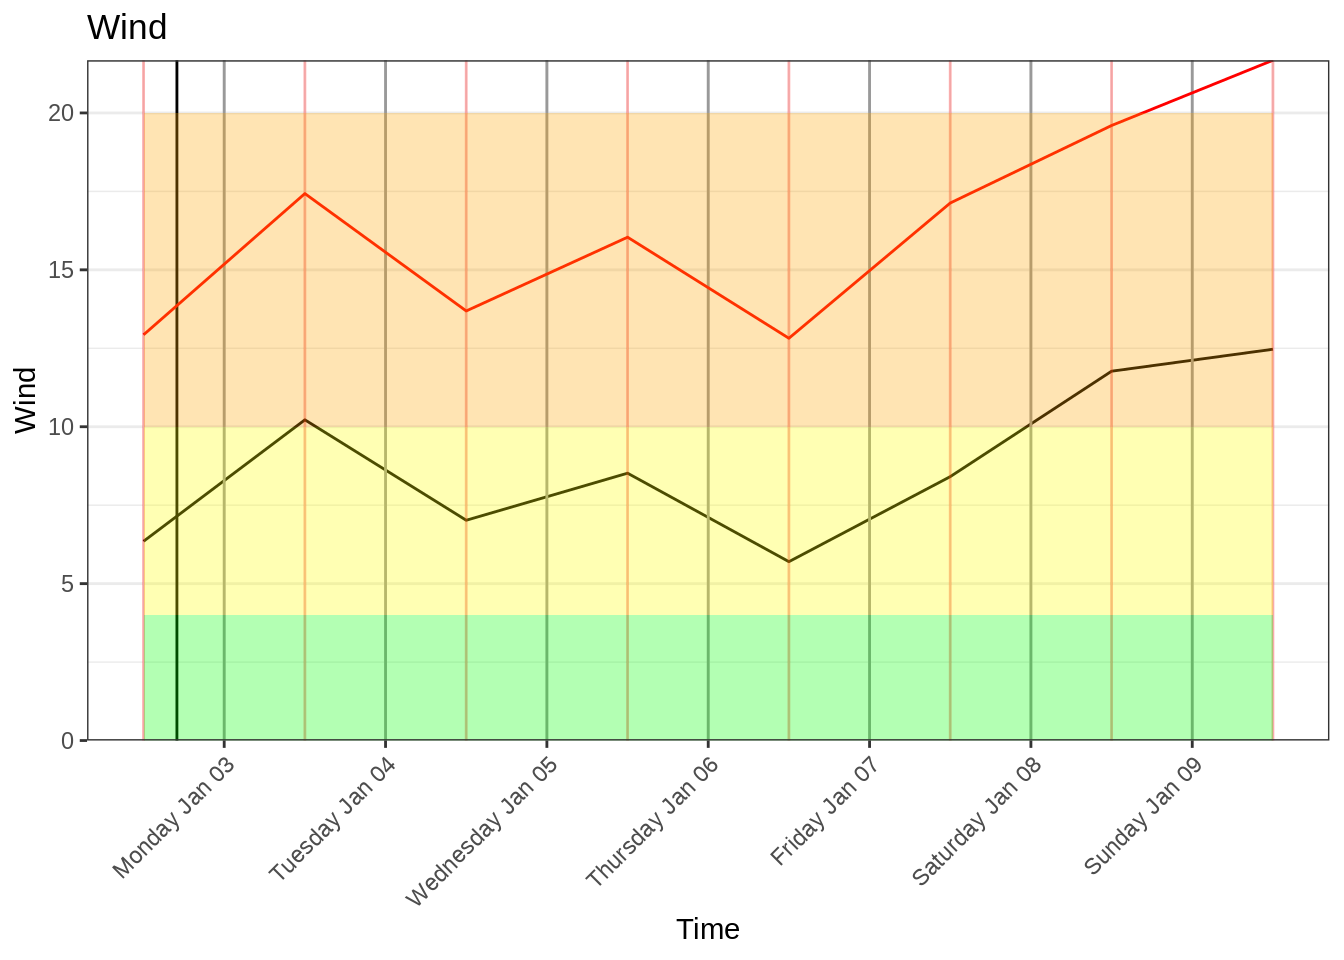 Wind
Wind
20
15
10
5
0
Monday Jan 03
Tuesday Jan 04
Wednesday Jan 05
Thursday Jan 06
Friday Jan 07
Saturday Jan 08
Sunday Jan 09
Time